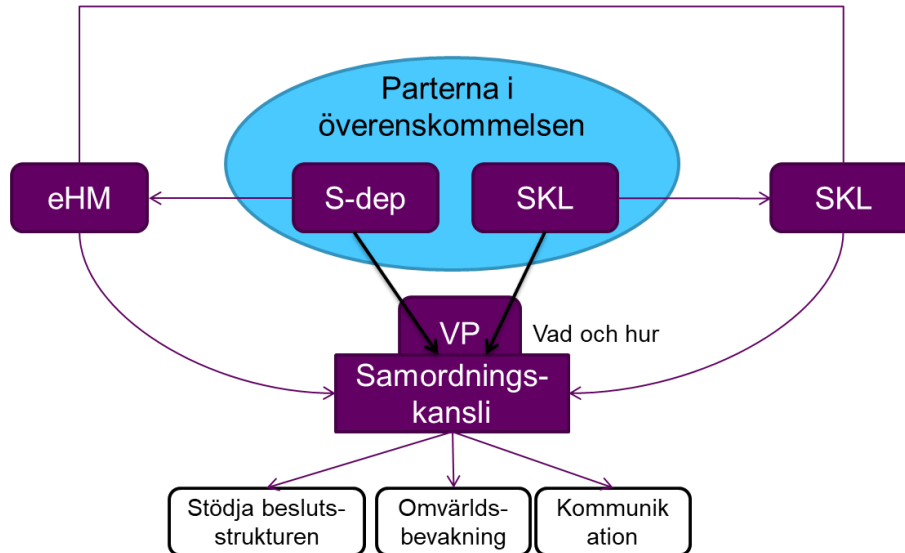 Parterna i
överenskommelsen
eHM
S-dep
SKL
SKL
VP
Vad och hur
Samordnings-
kansli
Stödja besluts-
strukturen
Omvärlds-
bevakning
Kommunik
ation